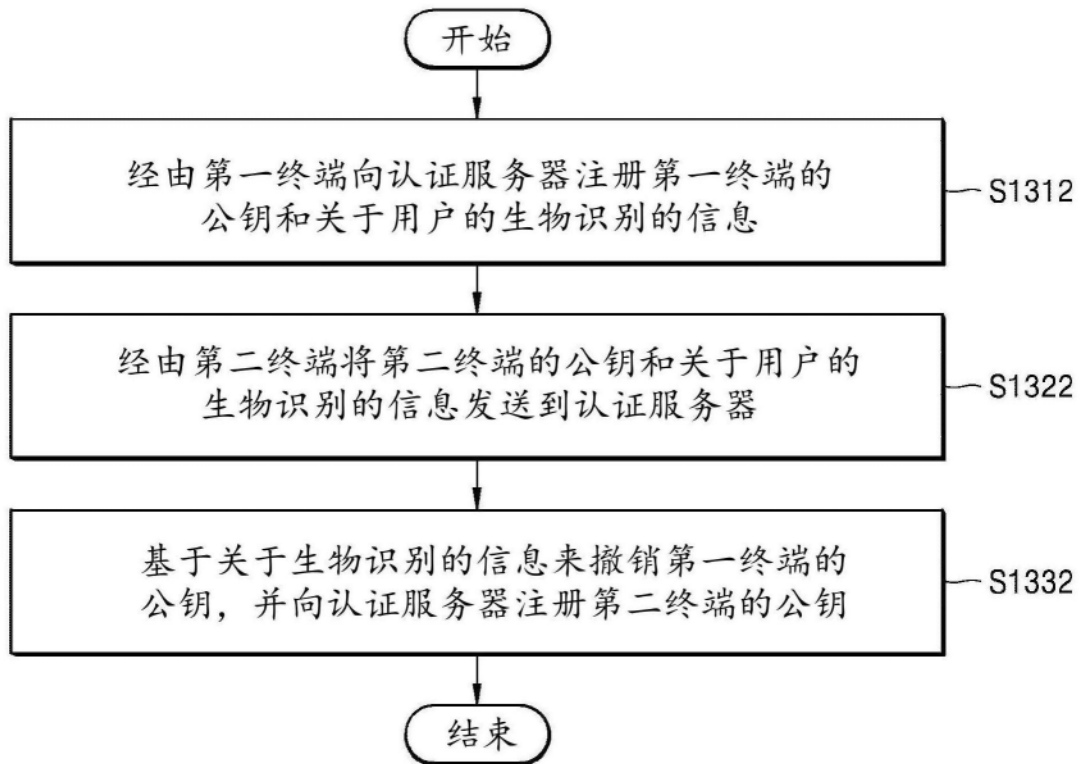 开始
经由第一终端向认证服务器注册第一终端的
公钥和关于用户的生物识别的信息
S1312
经由第二终端将第二终端的公钥和关于用户的
生物识别的信息发送到认证服务器
S1322
基于关于生物识别的信息来撤销第一终端的
公钥，并向认证服务器注册第二终端的公钥
S1332
结束